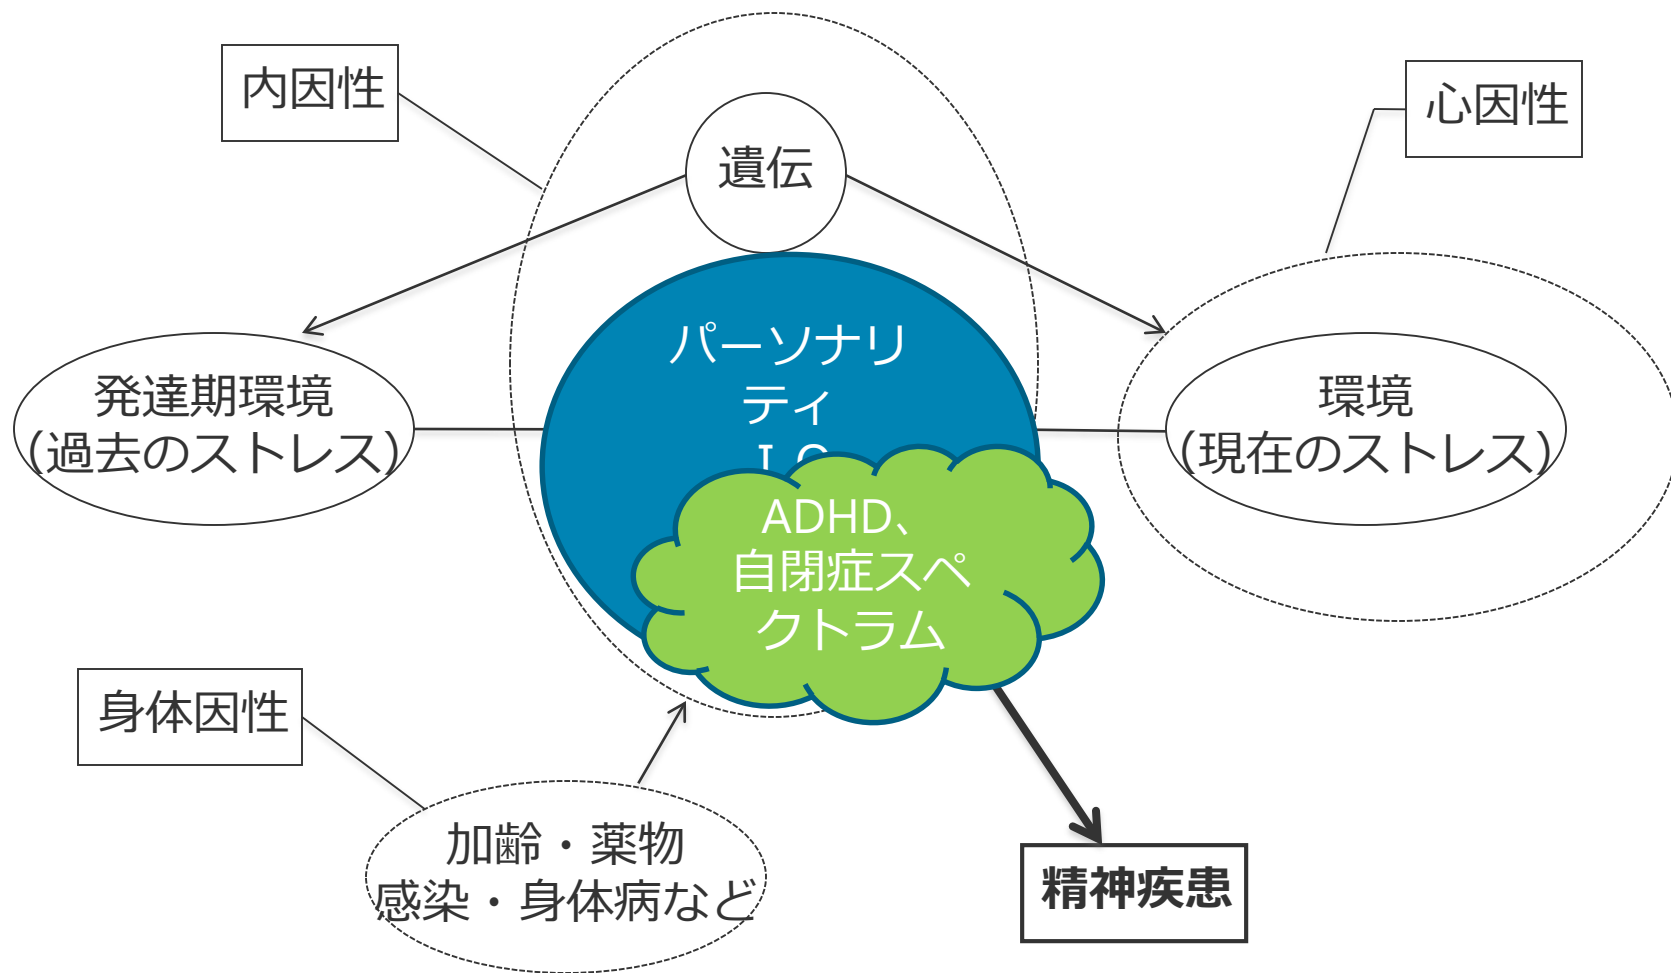 内因性
心因性
遺伝
パーソナリ
ティ
発達期環境
(過去のストレス)
環境
(現在のストレス)
ADHD、
自閉症スペ
クトラム
身体因性
加齢・薬物
感染・身体病など
精神疾患